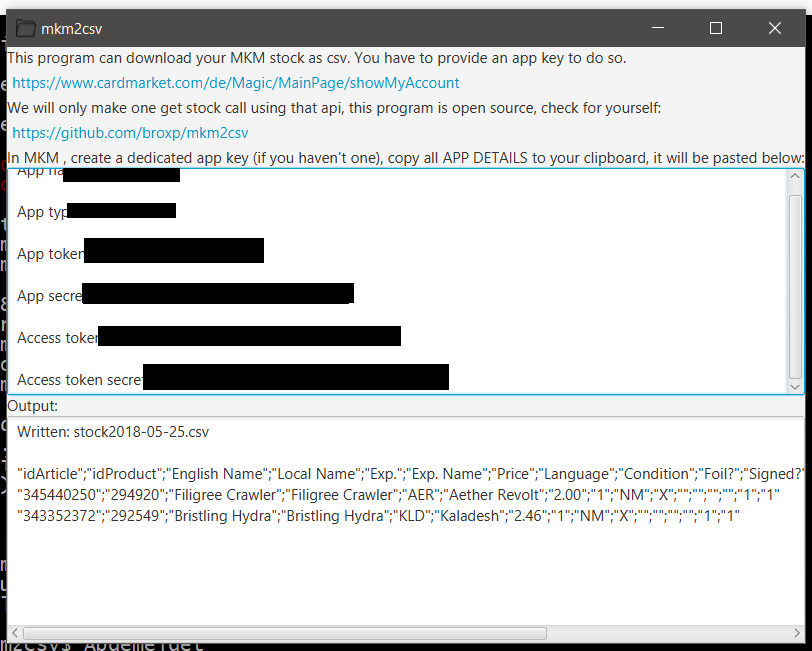 mkm2csv
This program can download your MKM stock as csv. You have to provide an app key to do so.
https://www.cardmarket.com/de/Magic/MainPage/showMyAccount
We will only make one get stock call using that api, this program is open source, check for yourself:
https://github.com/broxp/mkm2csv
In MKM , create a dedicated app key (if you haven't one), copy all APP DETAILS to your clipboard, it will be pasted below:
App na
App typ
App token
App secre
Access token
Access token secret
Output:
Written: stock2018-05-25.csv
"idArticle";"idProduct";"English Name";"Local Name";"Exp.";"Exp. Name";"Price";"Language";"Condition";"Foil?";"Signed?"
"345440250";"294920";"Filigree Crawler";"Filigree Crawler";"AER";"Aether Revolt";"2.00";"1";"NM";"X";"";"";"";"";"1";"1"
"343352372";"292549";"Bristling Hydra";"Bristling Hydra";"KLD";"Kaladesh";"2.46";"1";"NM";"X";"";"";"";"";"1";"1"